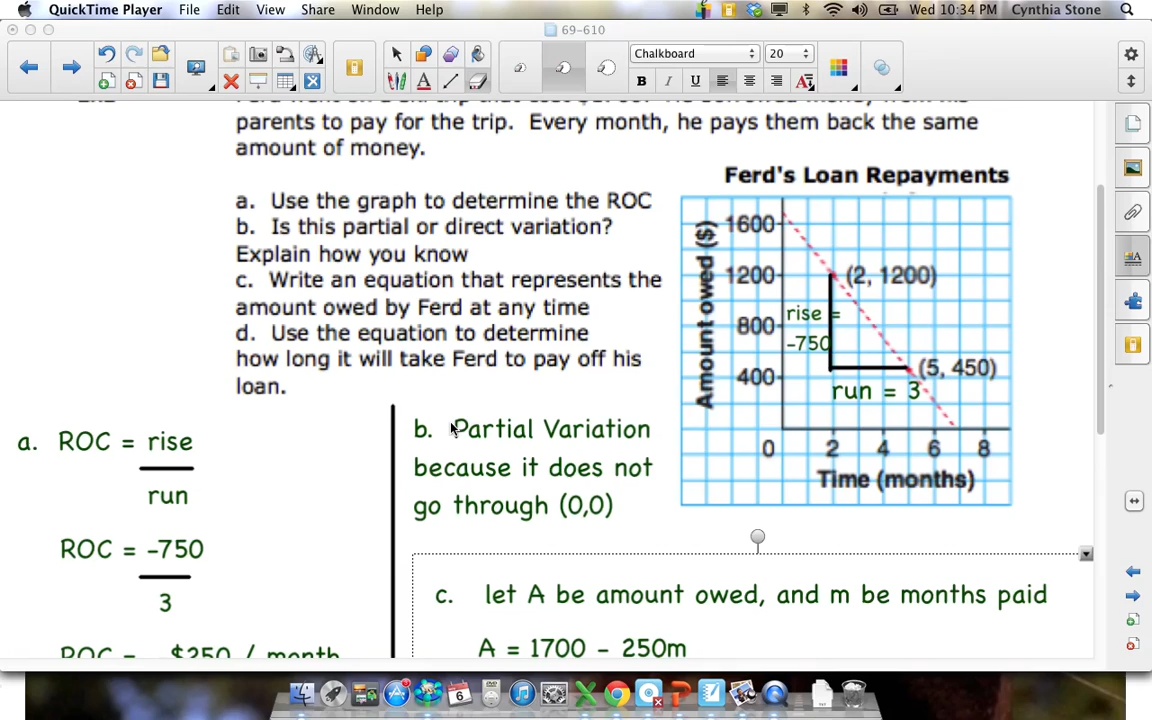 QuickTime Player File Edit View Share Window Help Wed 10:34 PM Cynthia Stone
69-610
Chalkboard 20
B I U
parents to pay for the trip. Every month, he pays them back the same
amount of money.
a. Use the graph to determine the ROC
b. Is this partial or direct variation?
Explain how you know
c. Write an equation that represents the
amount owed by Ferd at any time
d. Use the equation to determine
how long it will take Ferd to pay off his
loan.
Ferd's Loan Repayments
Amount owed ($)
1600
1200
800
400
0 2 4 6 8
Time (months)
(2, 1200)
rise =
-750
(5, 450)
run = 3
a. ROC = rise
run
ROC = -750
3
ROC = -$250 / month
b. Partial Variation
because it does not
go through (0,0)
c. let A be amount owed, and m be months paid
A = 1700 - 250m